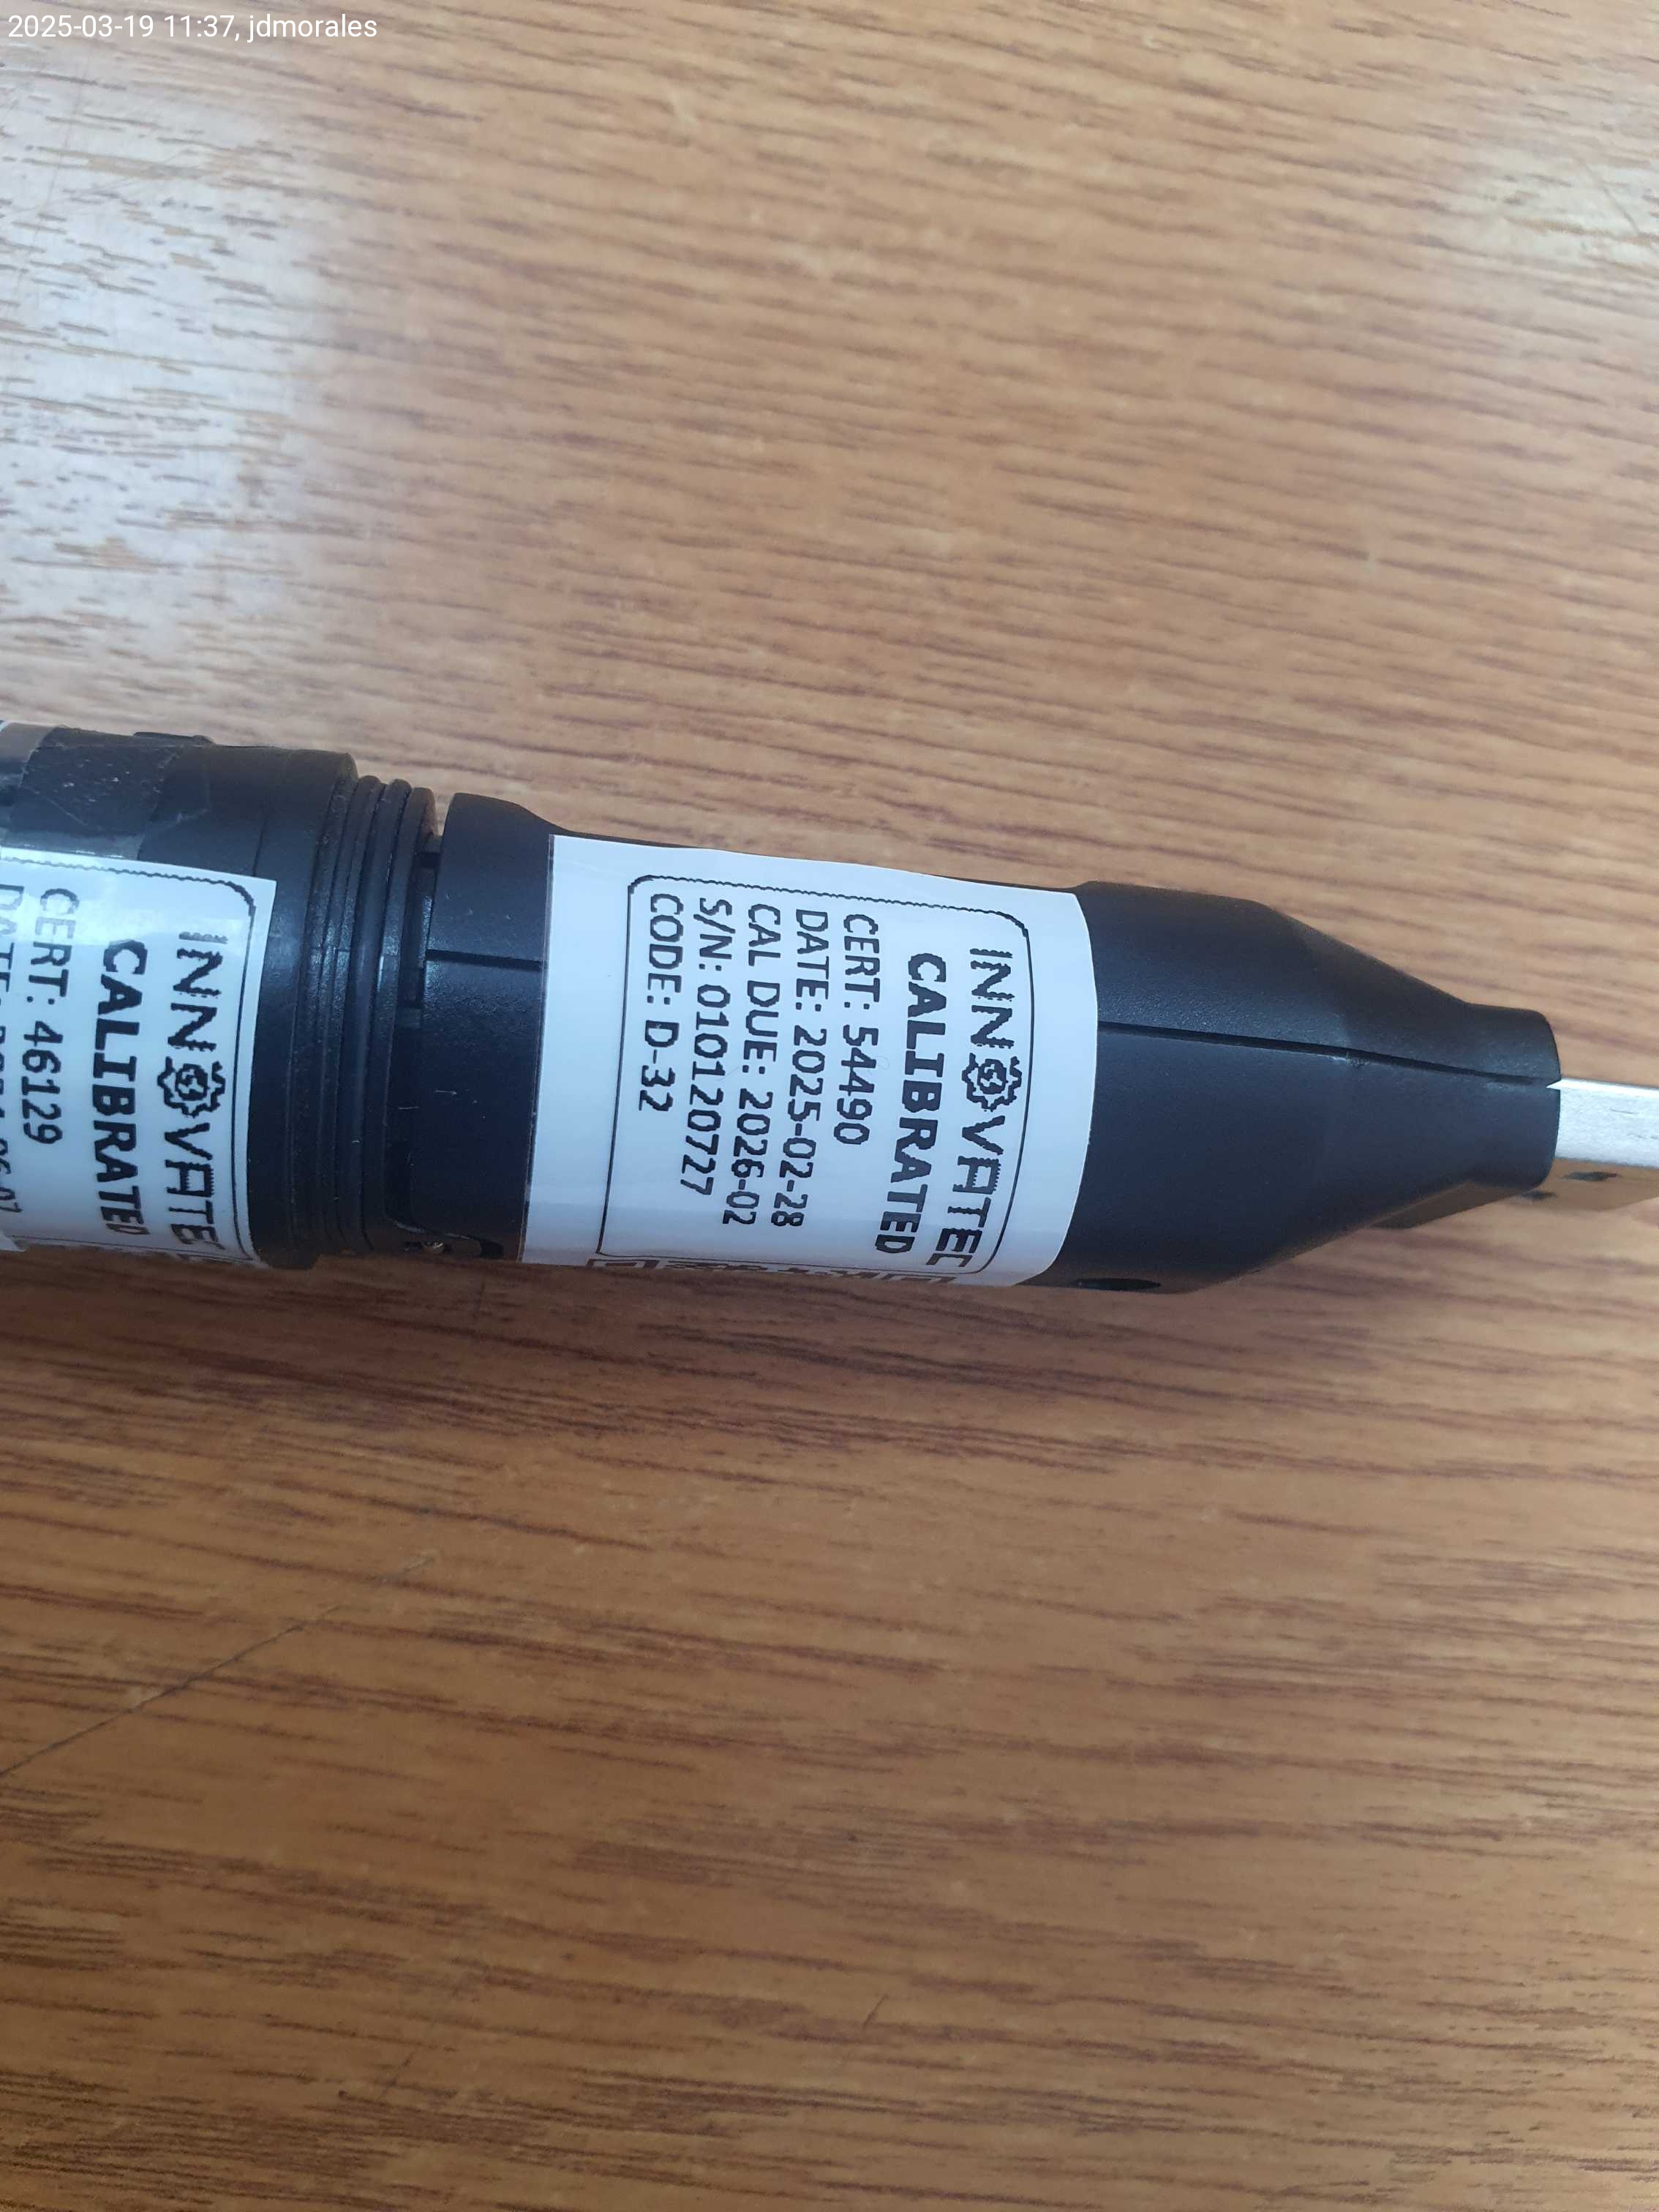 2025-03-19 11:37, jdmorales
INNOVATEC
CALIBRATED
CERT: 46129
INNOVATEC
CALIBRATED
CERT: 54490
DATE: 2025-02-28
CAL DUE: 2026-02
S/N: 010120727
CODE: D-32